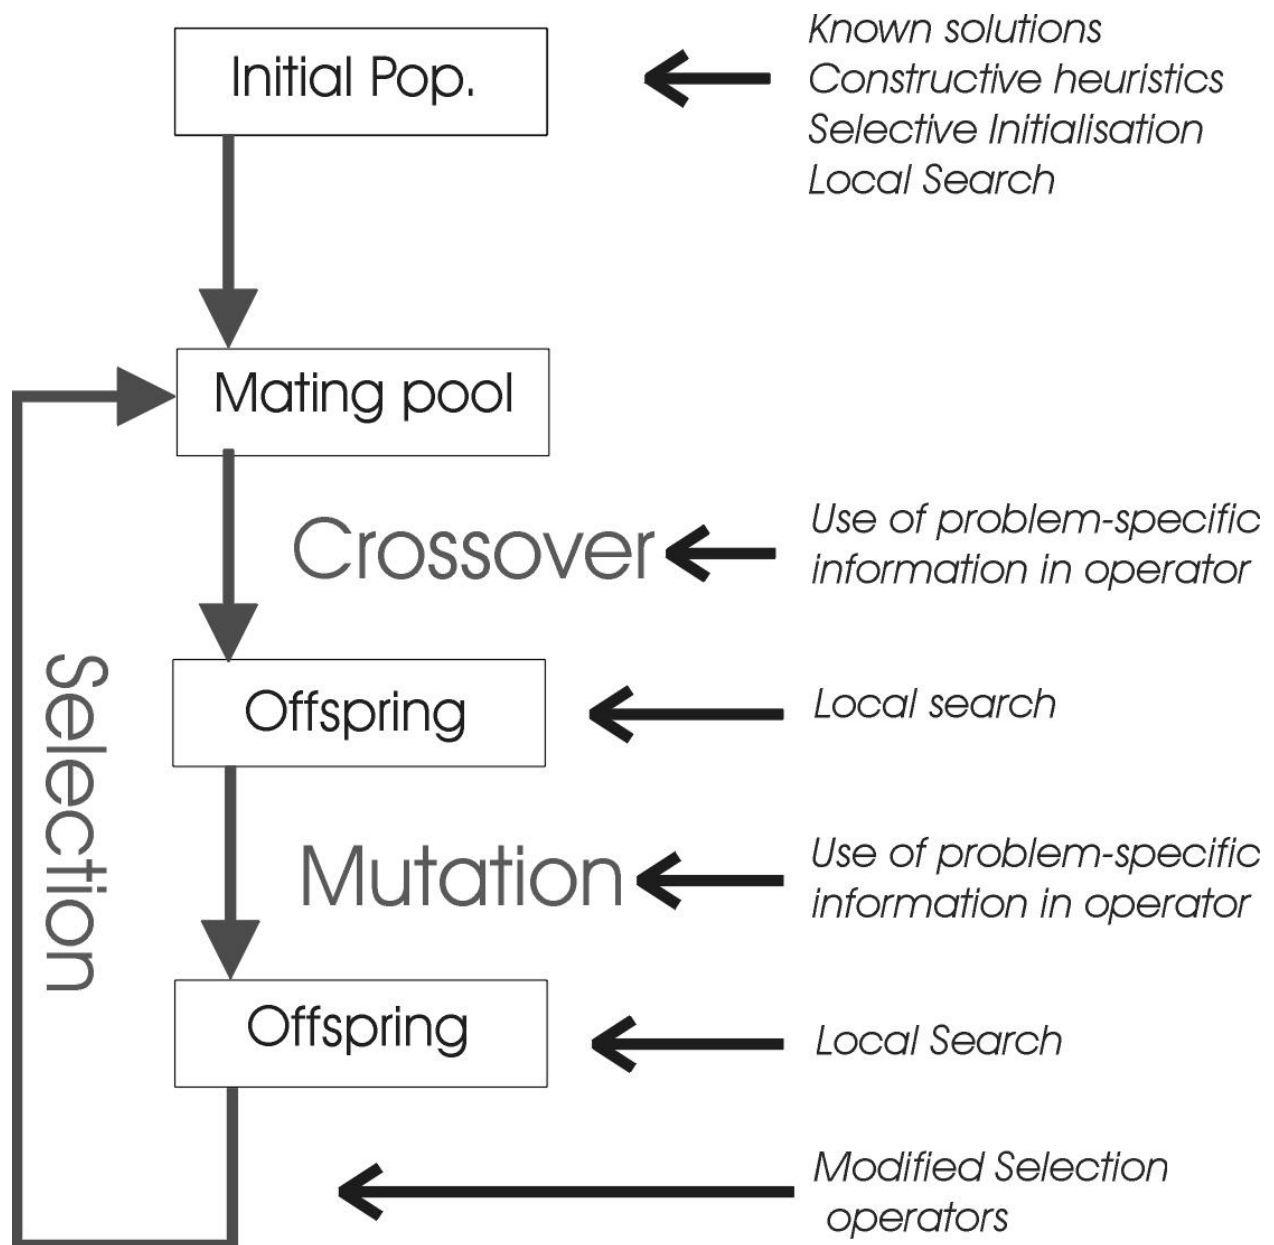 Initial Pop.
Known solutions
Constructive heuristics
Selective Initialisation
Local Search
Mating pool
Crossover
Use of problem-specific
information in operator
Selection
Offspring
Local search
Mutation
Use of problem-specific
information in operator
Offspring
Local Search
Modified Selection
operators